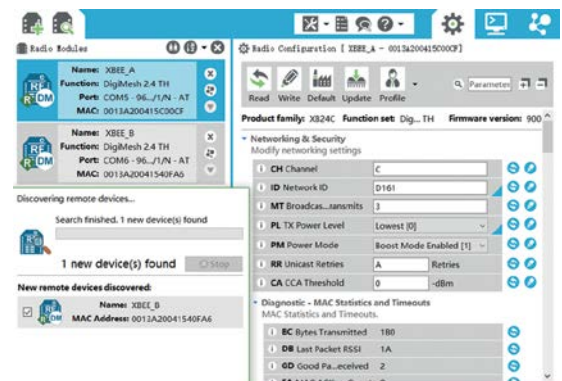 Radio Modules
Radio Configuration [ XBEE_A - 0013A200415C00CF]
Name: XBEE_A
Function: DigiMesh 2.4 TH
Port: COM5 - 96.../1/N - AT
MAC: 0013A200415C00CF
Name: XBEE_B
Function: DigiMesh 2.4 TH
Port: COM6 - 96.../1/N - AT
MAC: 0013A20041540FA6
Discovering remote devices...
Search finished. 1 new device(s) found
1 new device(s) found
Stop
New remote devices discovered:
Name: XBEE_B
MAC Address: 0013A20041540FA6
Read Write Default Update Profile
Parameter
Product family: XB24C Function set: Dig... TH Firmware version: 900
Networking & Security
Modify networking settings
CH Channel C
ID Network ID D161
MT Broadcas...ransmits 3
PL TX Power Level Lowest [0]
PM Power Mode Boost Mode Enabled [1]
RR Unicast Retries A Retries
CA CCA Threshold 0 -dBm
Diagnostic - MAC Statistics and Timeouts
MAC Statistics and Timeouts.
BC Bytes Transmitted 1B0
DB Last Packet RSSI 1A
GD Good Pa...eceived 2